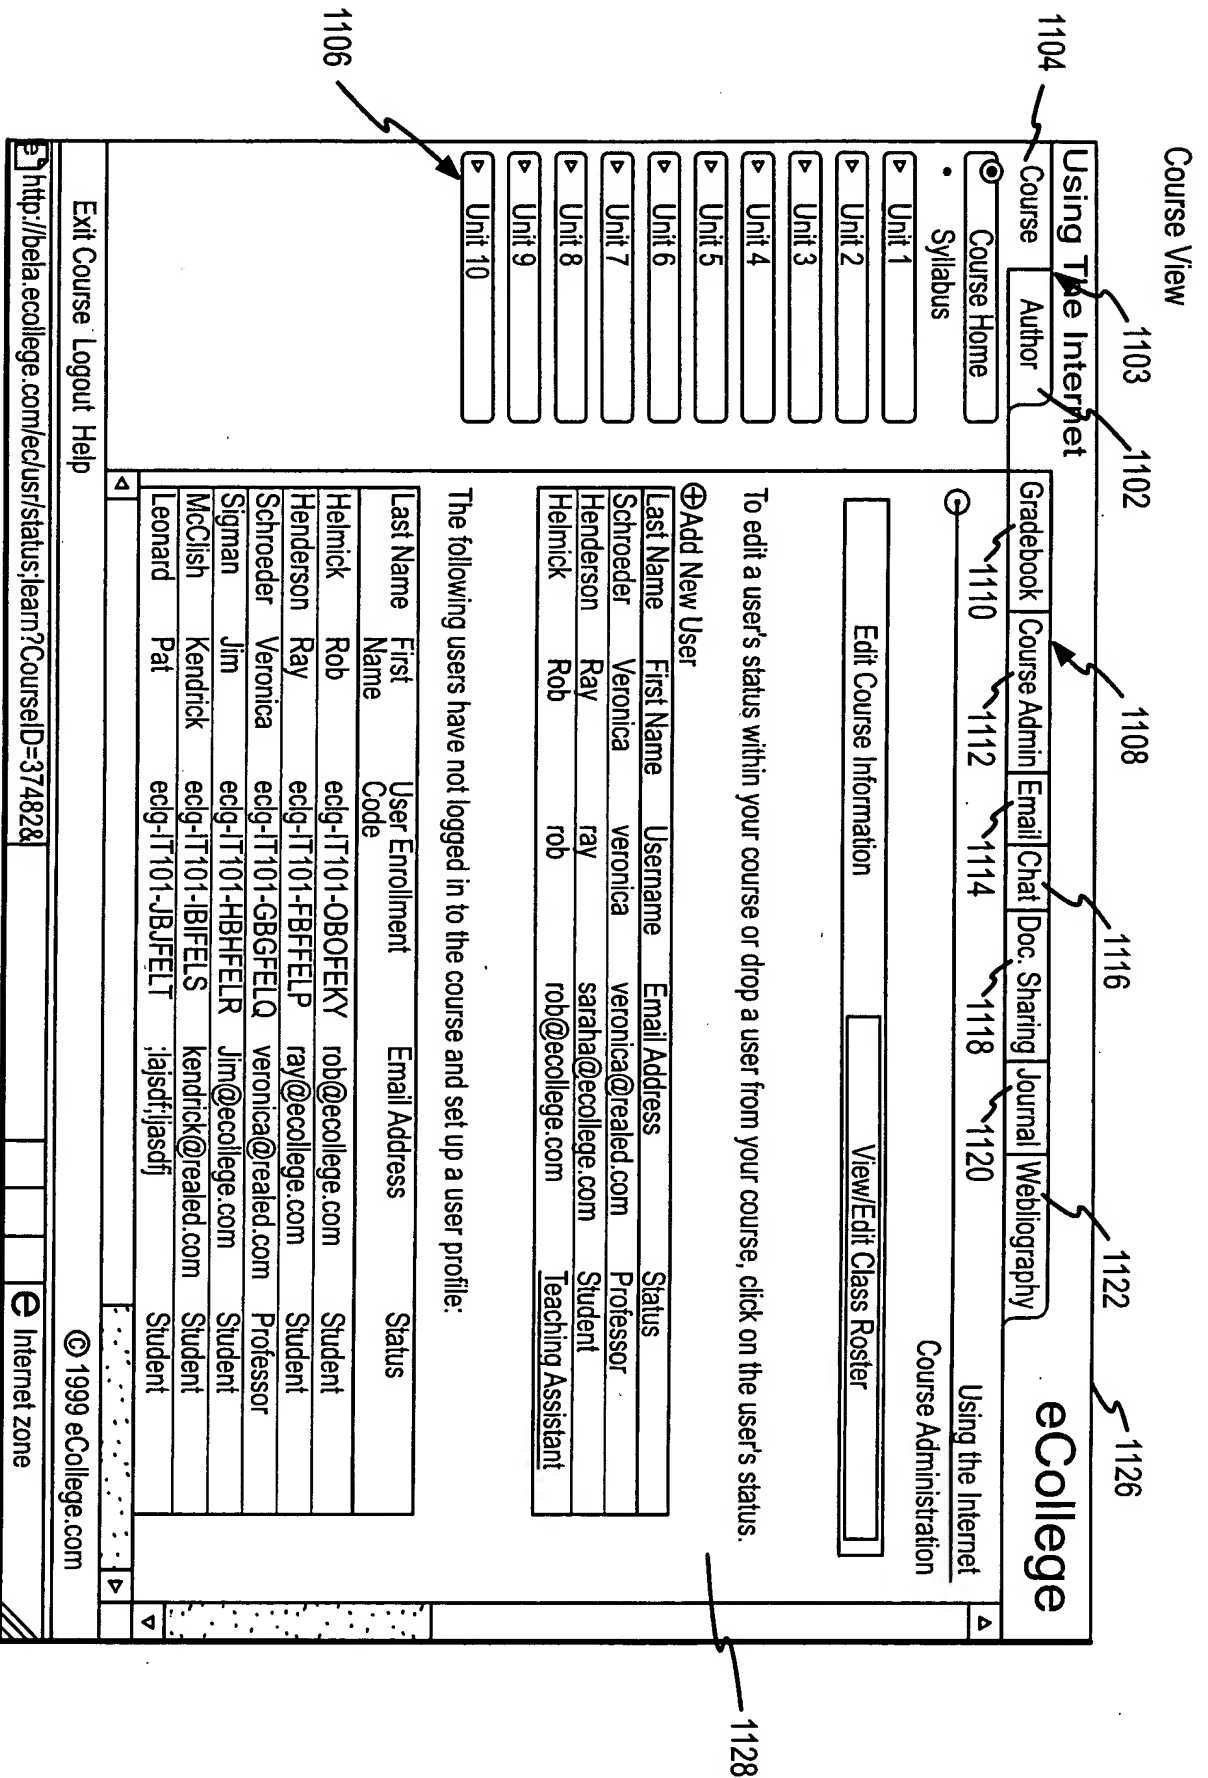 Course View
1104
1103
1102
1108
1116
1122
1126
Using The Internet
eCollege
Course
Author
Gradebook
Course Admin
Email
Chat
Doc. Sharing
Journal
Webliography
1110
1112
1114
1118
1120
Course Home
Syllabus
Unit 1
Unit 2
Unit 3
Unit 4
Unit 5
Unit 6
Unit 7
Unit 8
Unit 9
Unit 10
1106
Using the Internet
Course Administration
Edit Course Information
View/Edit Class Roster
To edit a user's status within your course or drop a user from your course, click on the user's status.
1128
Add New User
Last Name First Name Username Email Address Status
Schroeder Veronica veronica veronica@realed.com Professor
Henderson Ray ray saraha@ecollege.com Student
Helmick Rob rob rob@ecollege.com Teaching Assistant
The following users have not logged in to the course and set up a user profile:
Last Name First Name User Enrollment Code Email Address Status
Helmick Rob eclg-IT101-OBOFEKY rob@ecollege.com Student
Henderson Ray eclg-IT101-FBFFELP ray@ecollege.com Student
Schroeder Veronica eclg-IT101-GBGFELQ veronica@realed.com Professor
Sigman Jim eclg-IT101-HBHFELR Jim@ecollege.com Student
McClish Kendrick eclg-IT101-IBIFELS kendrick@realed.com Student
Leonard Pat eclg-IT101-JBJFELT ;lajsdf;ljasdfj Student
Exit Course Logout Help
© 1999 eCollege.com
http://bela.ecollege.com/ec/usr/status;learn?CourseID=37482&
e Internet zone